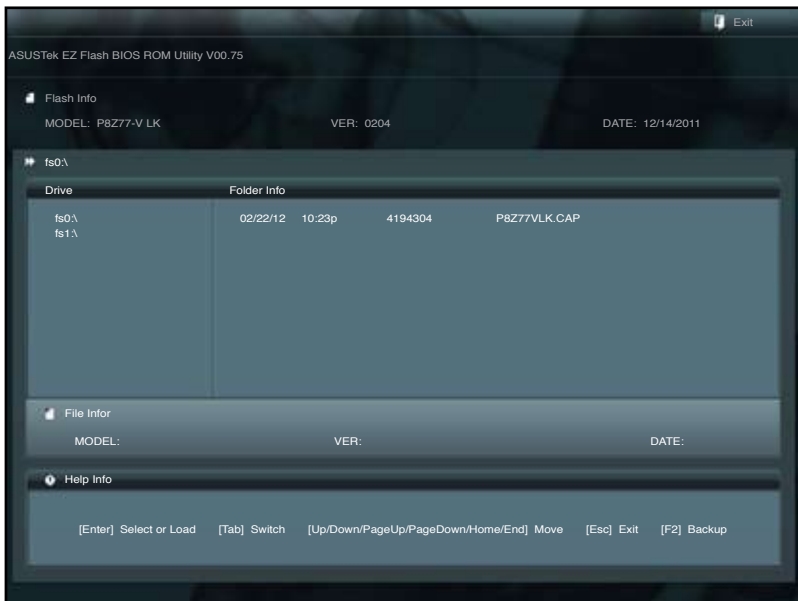 Exit
ASUSTek EZ Flash BIOS ROM Utility V00.75
Flash Info
MODEL: P8Z77-V LK VER: 0204 DATE: 12/14/2011
fs0:\
Drive Folder Info
fs0:\ 02/22/12 10:23p 4194304 P8Z77VLK.CAP
fs1:\
File Infor
MODEL: VER: DATE:
Help Info
[Enter] Select or Load [Tab] Switch [Up/Down/PageUp/PageDown/Home/End] Move [Esc] Exit [F2] Backup